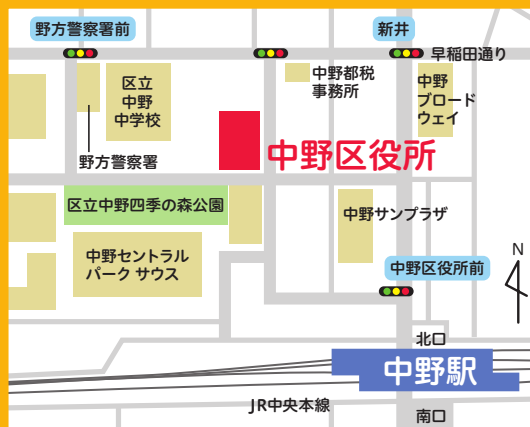 野方警察署前
新井
早稲田通り
区立
中野
中学校
中野都税
事務所
中野
ブロード
ウェイ
野方警察署
中野区役所
区立中野四季の森公園
中野サンプラザ
中野セントラル
パーク サウス
中野区役所前
N
北口
中野駅
JR中央本線
南口